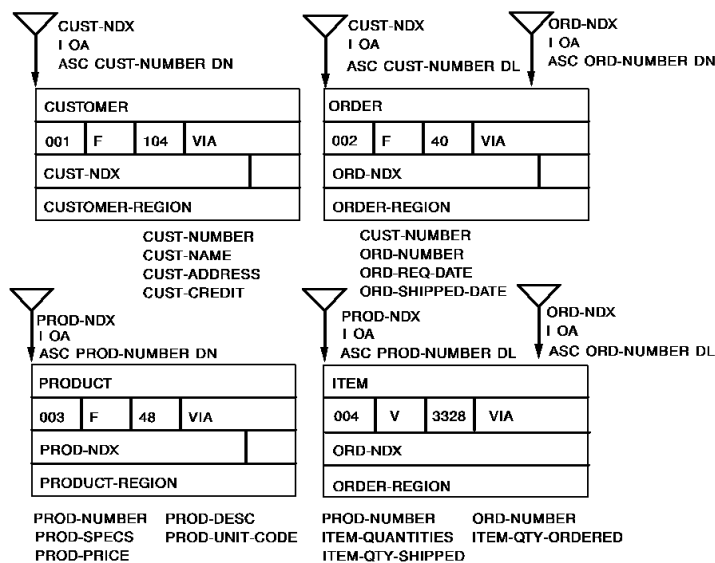 CUST-NDX
I OA
ASC CUST-NUMBER DN
CUSTOMER
001 F 104 VIA
CUST-NDX
CUSTOMER-REGION
CUST-NUMBER
CUST-NAME
CUST-ADDRESS
CUST-CREDIT
CUST-NDX
I OA
ASC CUST-NUMBER DL
ORD-NDX
I OA
ASC ORD-NUMBER DN
ORDER
002 F 40 VIA
ORD-NDX
ORDER-REGION
CUST-NUMBER
ORD-NUMBER
ORD-REQ-DATE
ORD-SHIPPED-DATE
PROD-NDX
I OA
ASC PROD-NUMBER DN
PRODUCT
003 F 48 VIA
PROD-NDX
PRODUCT-REGION
PROD-NUMBER PROD-DESC
PROD-SPECS PROD-UNIT-CODE
PROD-PRICE
PROD-NDX
I OA
ASC PROD-NUMBER DL
ORD-NDX
I OA
ASC ORD-NUMBER DL
ITEM
004 V 3328 VIA
ORD-NDX
ORDER-REGION
PROD-NUMBER ORD-NUMBER
ITEM-QUANTITIES ITEM-QTY-ORDERED
ITEM-QTY-SHIPPED